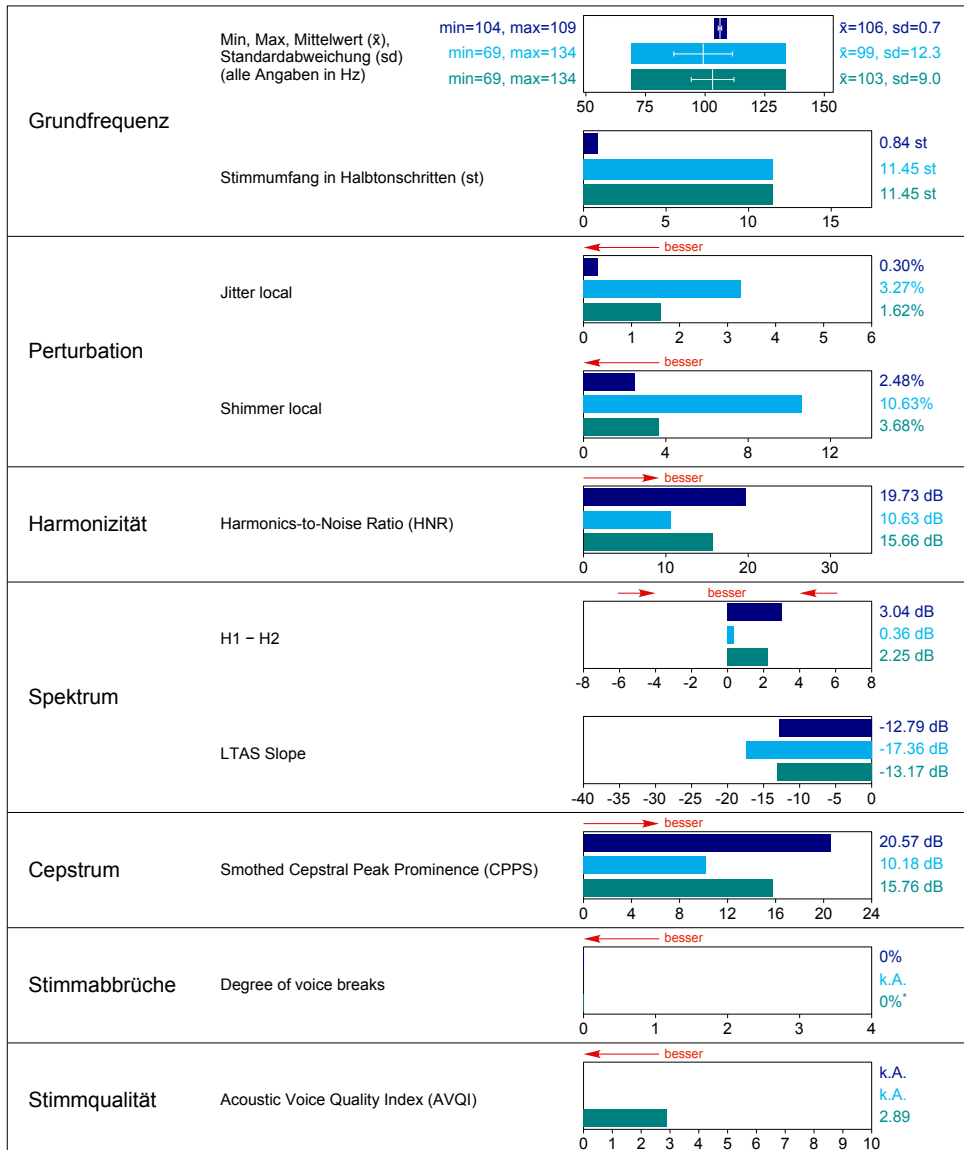 Grundfrequenz
Min, Max, Mittelwert (x̄),
Standardabweichung (sd)
(alle Angaben in Hz)
min=104, max=109
min=69, max=134
min=69, max=134
x̄=106, sd=0.7
x̄=99, sd=12.3
x̄=103, sd=9.0
50 75 100 125 150
Stimmumfang in Halbtonschritten (st)
0.84 st
11.45 st
11.45 st
0 5 10 15
Perturbation
besser
Jitter local
0.30%
3.27%
1.62%
0 1 2 3 4 5 6
besser
Shimmer local
2.48%
10.63%
3.68%
0 4 8 12
Harmonizität
besser
Harmonics-to-Noise Ratio (HNR)
19.73 dB
10.63 dB
15.66 dB
0 10 20 30
Spektrum
besser
H1 − H2
3.04 dB
0.36 dB
2.25 dB
-8 -6 -4 -2 0 2 4 6 8
LTAS Slope
-12.79 dB
-17.36 dB
-13.17 dB
-40 -35 -30 -25 -20 -15 -10 -5 0
Cepstrum
besser
Smothed Cepstral Peak Prominence (CPPS)
20.57 dB
10.18 dB
15.76 dB
0 4 8 12 16 20 24
Stimmabbrüche
besser
Degree of voice breaks
0%
k.A.
0%*
0 1 2 3 4
Stimmqualität
besser
Acoustic Voice Quality Index (AVQI)
k.A.
k.A.
2.89
0 1 2 3 4 5 6 7 8 9 10